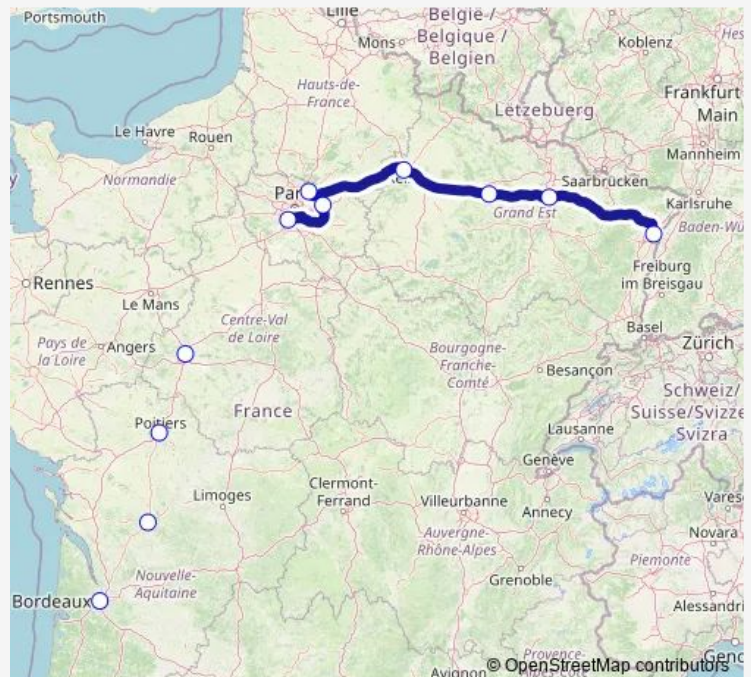 Portsmouth
Lille
België /
Belgique /
Belgien
Mons
Koblenz
Hes
Hauts-de-
France
Lëtzebuerg
Frankfurt
Main
Le Havre
Rouen
Mannheim
Saarbrücken
Normandie
Par
Grand Est
Karlsruhe
Baden-Wü
Rennes
Le Mans
Freiburg
im Breisgau
Centre-Val
de Loire
Basel
Pays de
la Loire
Angers
Bourgogne-
Franche-
Comté
Zürich
Besançon
Schweiz/
Suisse/Svizze
Svizra
France
Poitiers
Lausanne
Genève
Limoges
Clermont-
Ferrand
Villeurbanne
Annecy
Varese
Novara
Auvergne-
Rhône-Alpes
Piemonte
Nouvelle-
Aquitaine
Grenoble
Bordeaux
Alessandri
Provence-
Genc
Avignon
© OpenStreetMap contributors